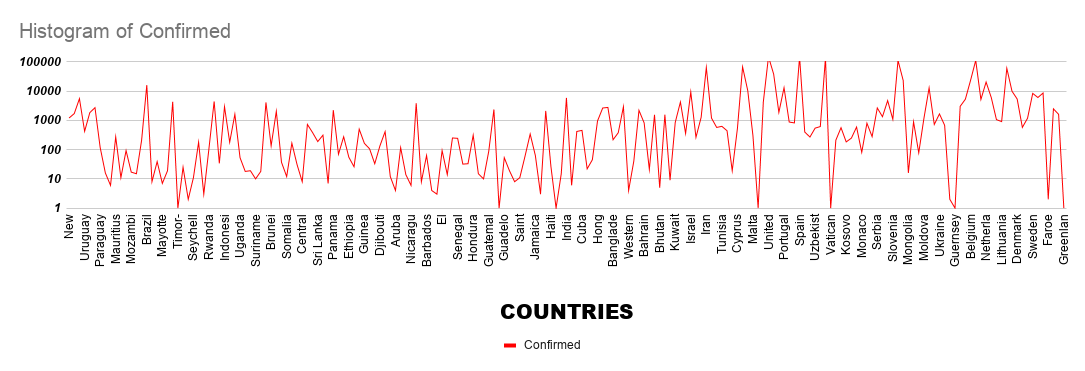 Histogram of Confirmed
100000
10000
1000
100
10
1
New
Uruguay
Paraguay
Mauritius
Mozambi
Brazil
Mayotte
Timor-
Seychell
Rwanda
Indonesi
Uganda
Suriname
Brunei
Somalia
Central
Sri Lanka
Panama
Ethiopia
Guinea
Djibouti
Aruba
Nicaragu
Barbados
El
Senegal
Hondura
Guatemal
Guadelo
Saint
Jamaica
Haiti
India
Cuba
Hong
Banglade
Western
Bahrain
Bhutan
Kuwait
Israel
Iran
Tunisia
Cyprus
Malta
United
Portugal
Spain
Uzbekist
Vatican
Kosovo
Monaco
Serbia
Slovenia
Mongolia
Moldova
Ukraine
Guernsey
Belgium
Netherla
Lithuania
Denmark
Sweden
Faroe
Greenlan
COUNTRIES
Confirmed